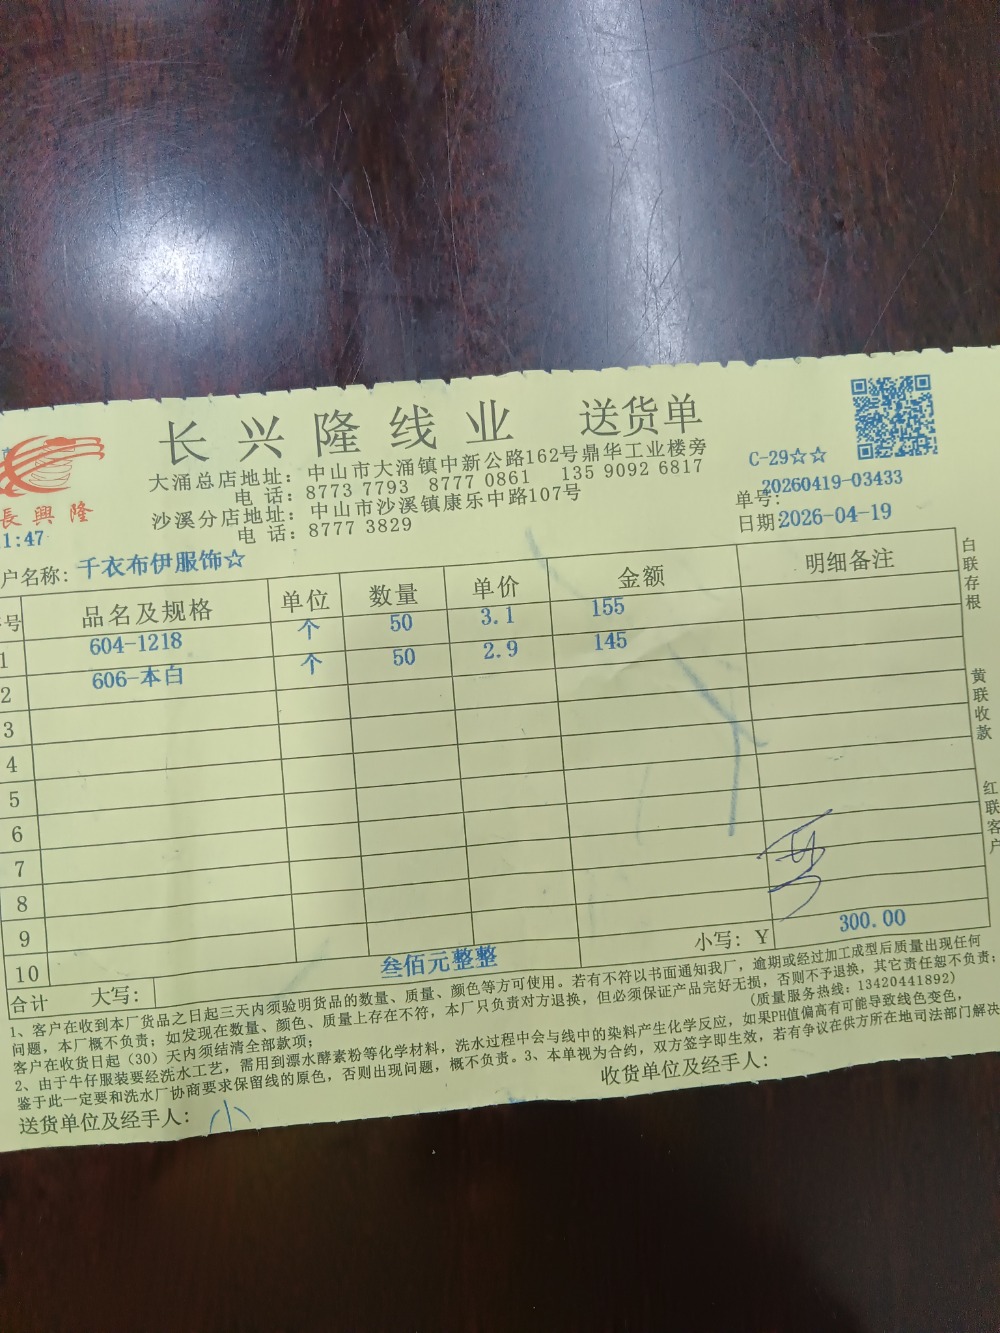 长兴隆线业 送货单
大涌总店地址：中山市大涌镇中新公路162号鼎华工业楼旁
电 话：8773 7793 8777 0861 135 9092 6817
沙溪分店地址：中山市沙溪镇康乐中路107号
电 话：8777 3829
長興隆
C-29☆☆
单号：20260419-03433
日期：2026-04-19
1:47
户名称：千衣布伊服饰☆
号 品名及规格 单位 数量 单价 金额 明细备注
1 604-1218 个 50 3.1 155
2 606-本白 个 50 2.9 145
3
4
5
6
7
8
9
10
合计 大写： 叁佰元整整 小写：Y 300.00
白联存根
黄联收款
红联客户
1、客户在收到本厂货品之日起三天内须验明货品的数量、质量、颜色等方可使用。若有不符以书面通知我厂，逾期或经过加工成型后质量出现任何
问题，本厂概不负责；如发现在数量、颜色、质量上存在不符，本厂只负责对方退换，但必须保证产品完好无损，否则不予退换，其它责任恕不负责；
客户在收货日起（30）天内须结清全部款项； (质量服务热线：13420441892)
2、由于牛仔服装要经洗水工艺，需用到漂水酵素粉等化学材料，洗水过程中会与线中的染料产生化学反应，如果PH值偏高有可能导致线色变色，
鉴于此一定要和洗水厂协商要求保留线的原色，否则出现问题，概不负责。3、本单视为合约，双方签字即生效，若有争议在供方所在地司法部门解决
送货单位及经手人：小 收货单位及经手人：